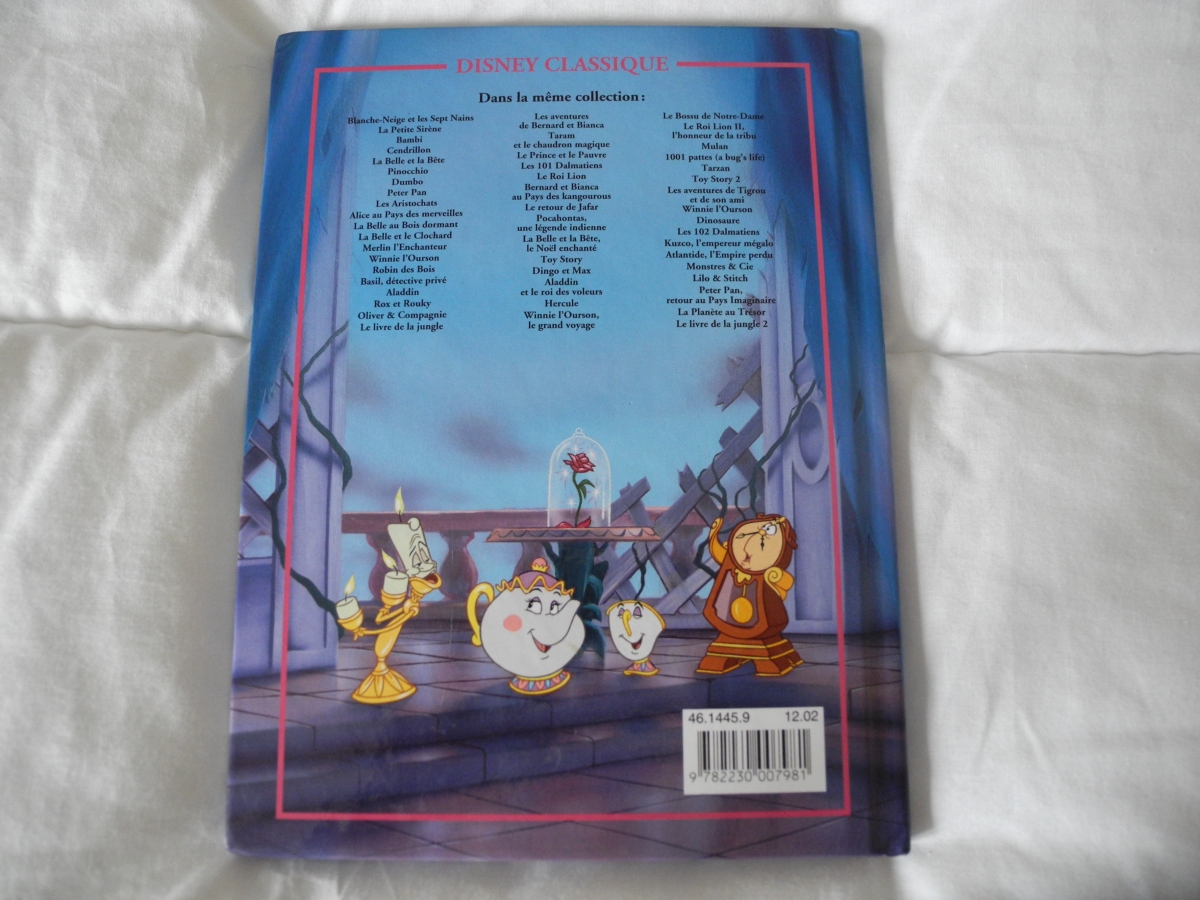 DISNEY CLASSIQUE
Dans la même collection :
Blanche-Neige et les Sept Nains
La Petite Sirène
Bambi
Cendrillon
La Belle et la Bête
Pinocchio
Dumbo
Peter Pan
Les Aristochats
Alice au Pays des merveilles
La Belle au Bois dormant
La Belle et le Clochard
Merlin l'Enchanteur
Winnie l'Ourson
Robin des Bois
Basil, détective privé
Aladdin
Rox et Rouky
Oliver & Compagnie
Le livre de la jungle
Les aventures
de Bernard et Bianca
Taram
et le chaudron magique
Le Prince et le Pauvre
Les 101 Dalmatiens
Le Roi Lion
Bernard et Bianca
au Pays des kangourous
Le retour de Jafar
Pocahontas,
une légende indienne
La Belle et la Bête,
le Noël enchanté
Toy Story
Dingo et Max
Aladdin
et le roi des voleurs
Hercule
Winnie l'Ourson,
le grand voyage
Le Bossu de Notre-Dame
Le Roi Lion II,
l'honneur de la tribu
Mulan
1001 pattes (a bug's life)
Tarzan
Toy Story 2
Les aventures de Tigrou
et de son ami
Winnie l'Ourson
Dinosaure
Les 102 Dalmatiens
Kuzco, l'empereur mégalo
Atlantide, l'Empire perdu
Monstres & Cie
Lilo & Stitch
Peter Pan,
retour au Pays Imaginaire
La Planète au Trésor
Le livre de la jungle 2
46.1445.9 12.02
9 782230 007981